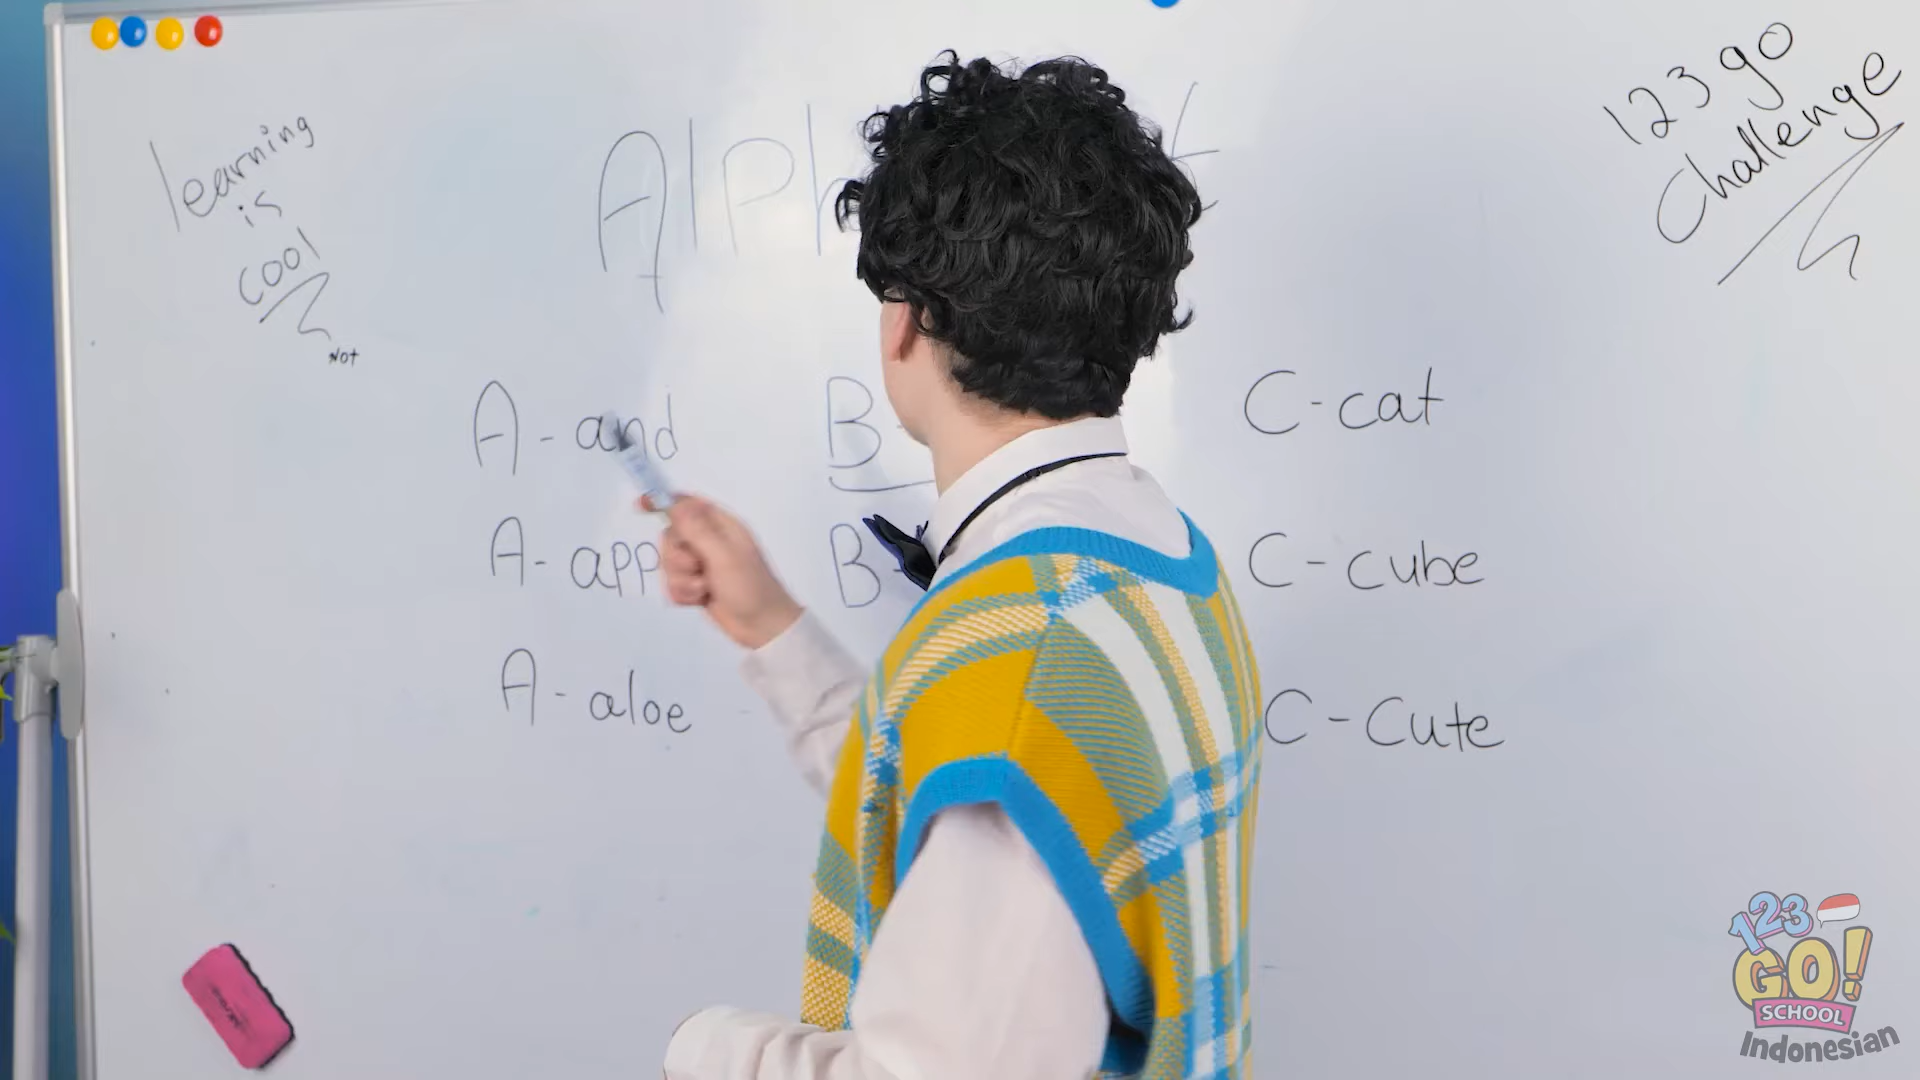 learning
is
cool
Not
123 go
challenge
A - and
B -
C - cat
A - app
B -
C - cube
A - aloe
C - Cute
123
GO!
SCHOOL
Indonesian